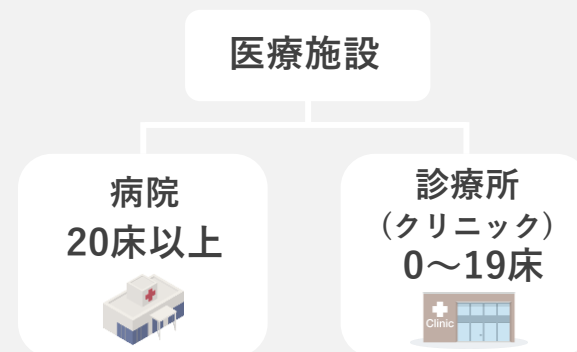 医療施設
病院
20床以上
診療所
（クリニック）
0～19床
Clinic